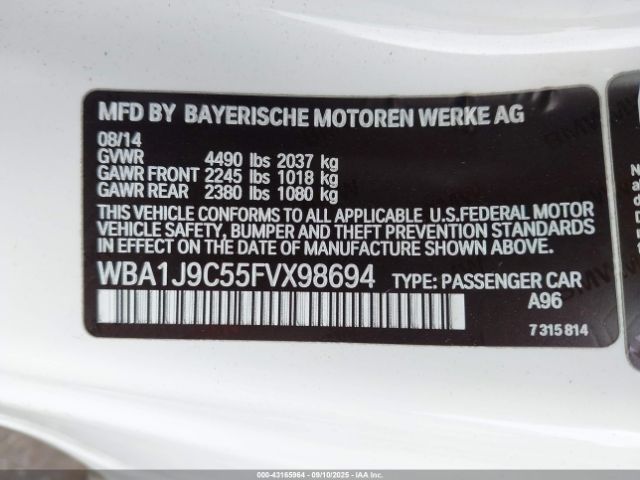 MFD BY BAYERISCHE MOTOREN WERKE AG
08/14
GVWR 4490 lbs 2037 kg
GAWR FRONT 2245 lbs 1018 kg
GAWR REAR 2380 lbs 1080 kg
THIS VEHICLE CONFORMS TO ALL APPLICABLE U.S.FEDERAL MOTOR
VEHICLE SAFETY, BUMPER AND THEFT PREVENTION STANDARDS
IN EFFECT ON THE DATE OF MANUFACTURE SHOWN ABOVE.
WBA1J9C55FVX98694 TYPE: PASSENGER CAR
A96
7 315 814
000-43165964 - 09/10/2025 - IAAI.COM